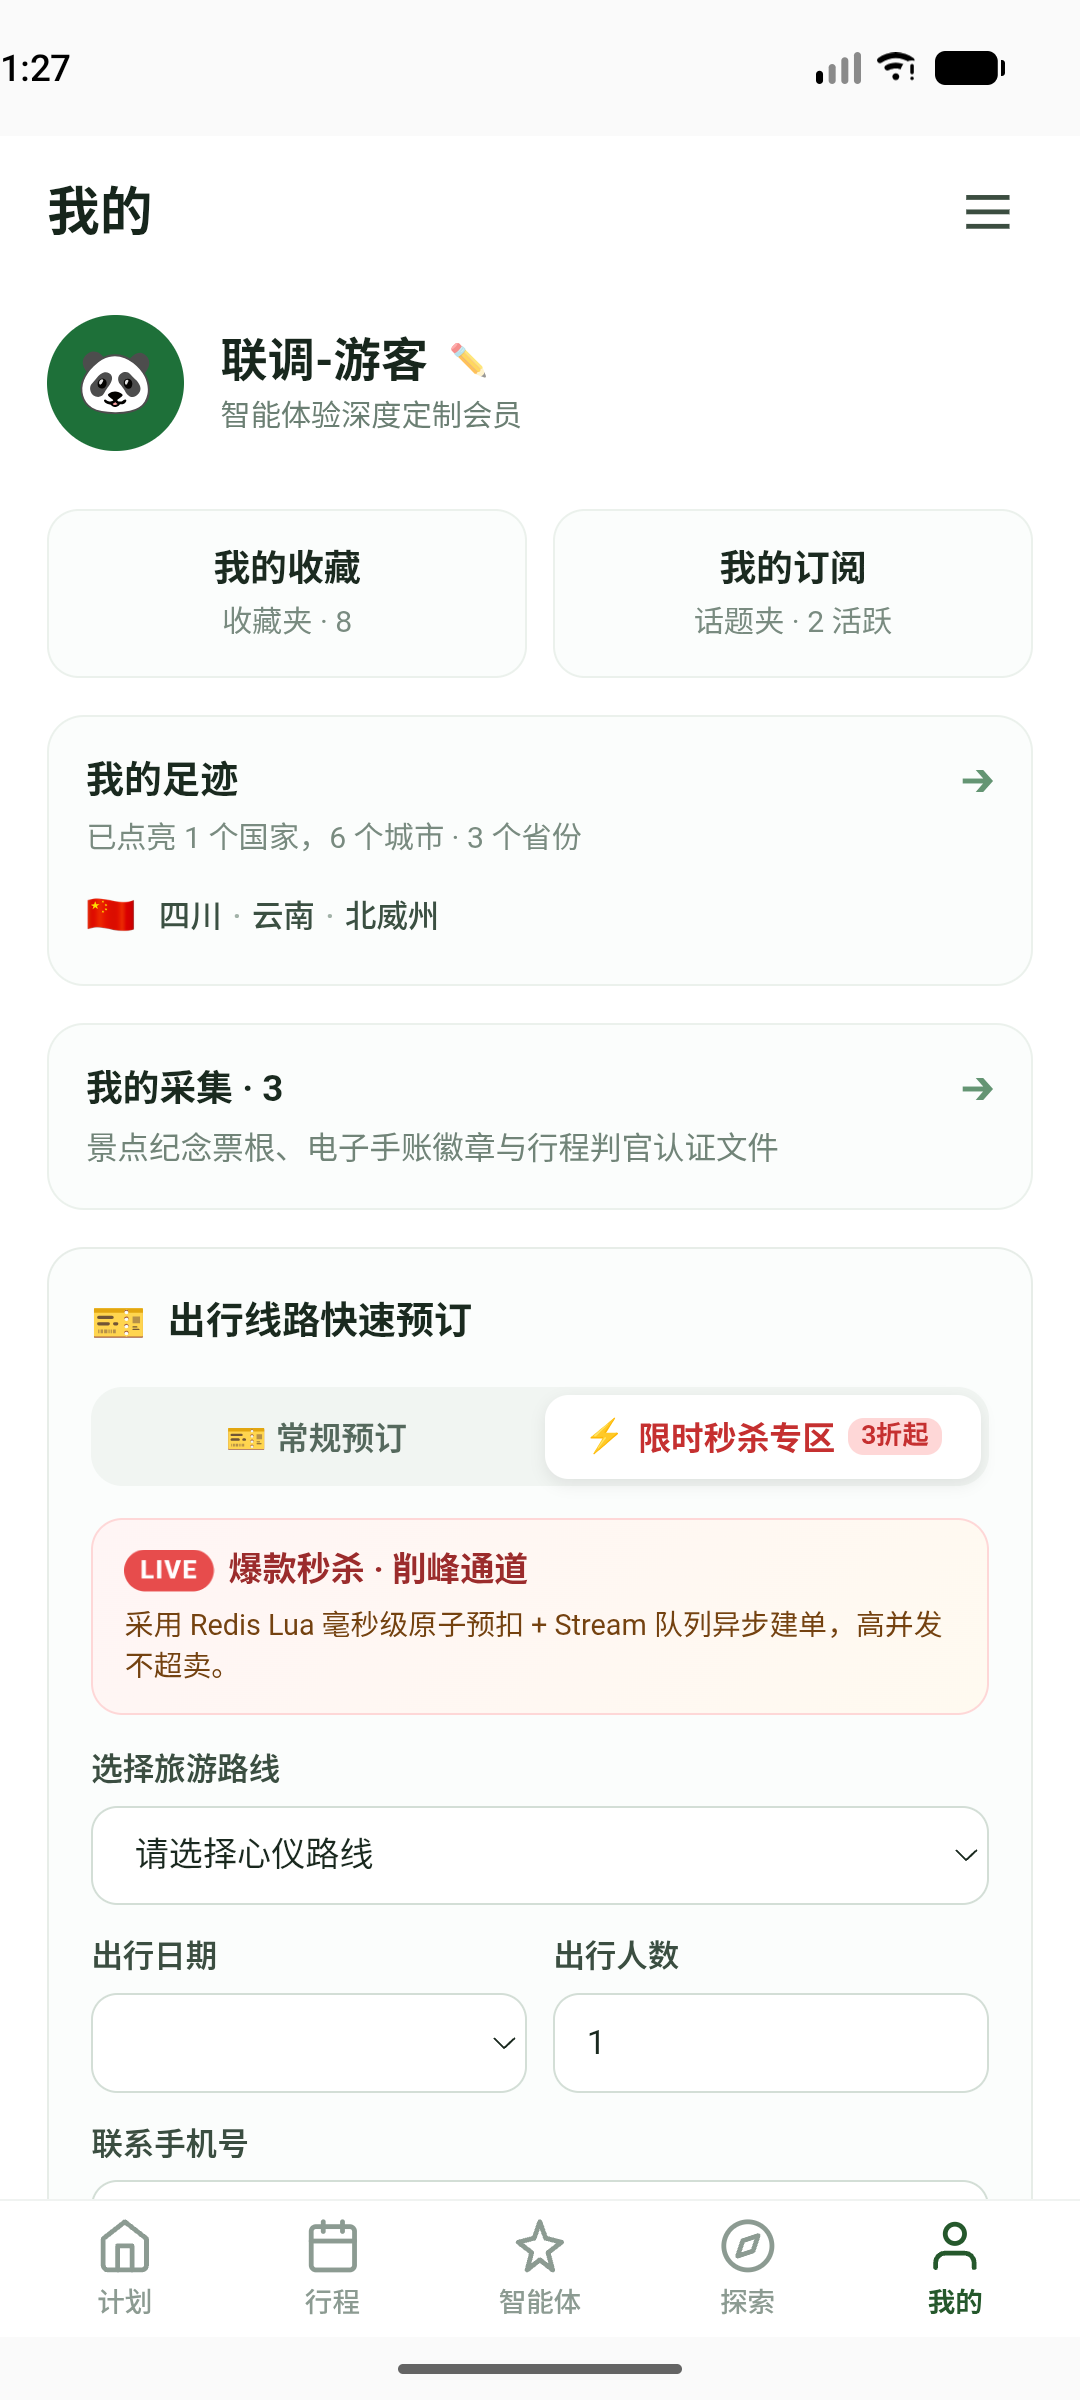 1:27
我的
联调-游客
智能体验深度定制会员
我的收藏
收藏夹 · 8
我的订阅
话题夹 · 2 活跃
我的足迹
已点亮 1 个国家，6 个城市 · 3 个省份
四川 · 云南 · 北威州
我的采集 · 3
景点纪念票根、电子手账徽章与行程判官认证文件
出行线路快速预订
常规预订
限时秒杀专区 3折起
LIVE 爆款秒杀 · 削峰通道
采用 Redis Lua 毫秒级原子预扣 + Stream 队列异步建单，高并发
不超卖。
选择旅游路线
请选择心仪路线
出行日期
出行人数
1
联系手机号
计划
行程
智能体
探索
我的